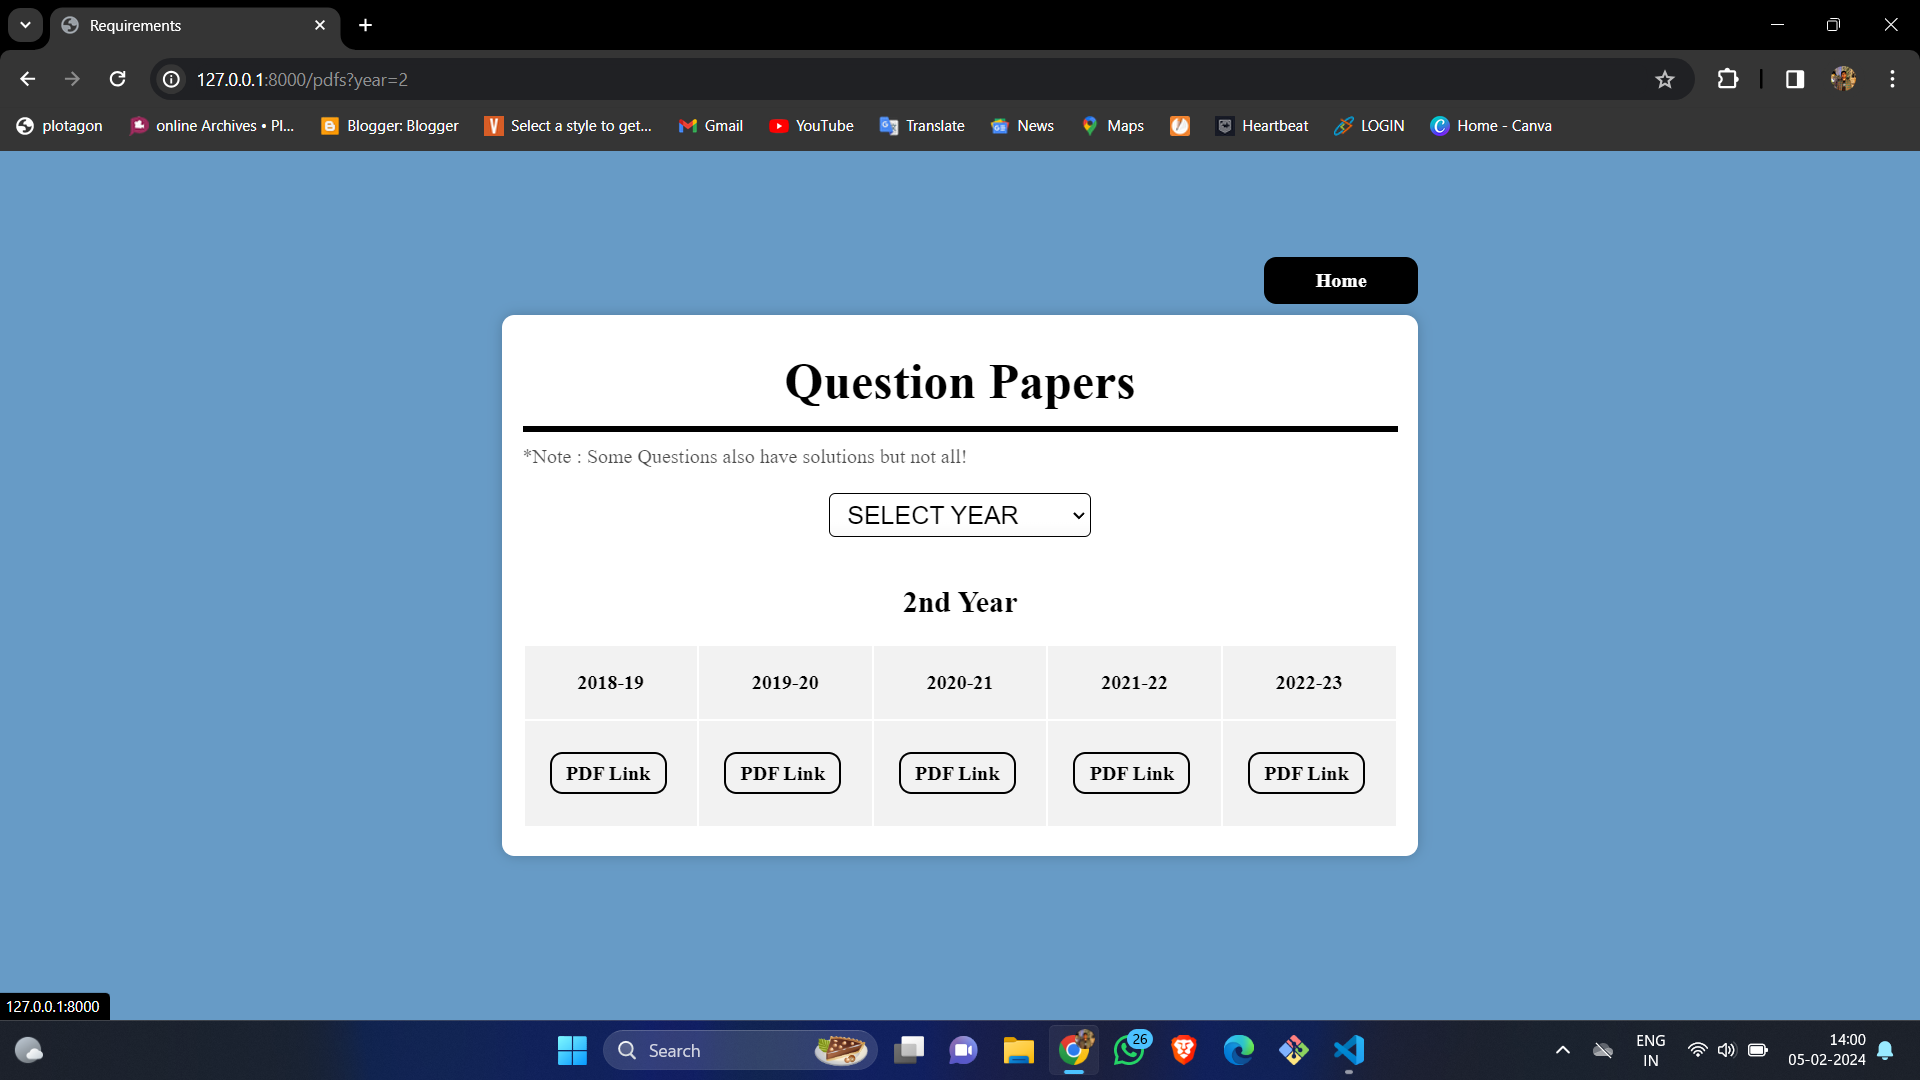 Requirements
127.0.0.1:8000/pdfs?year=2
plotagon
online Archives • Pl...
Blogger: Blogger
Select a style to get...
Gmail
YouTube
Translate
News
Maps
Heartbeat
LOGIN
Home - Canva
Home
Question Papers
*Note : Some Questions also have solutions but not all!
SELECT YEAR
2nd Year
2018-19 2019-20 2020-21 2021-22 2022-23
PDF Link PDF Link PDF Link PDF Link PDF Link
127.0.0.1:8000
Search
26
ENG
IN
14:00
05-02-2024